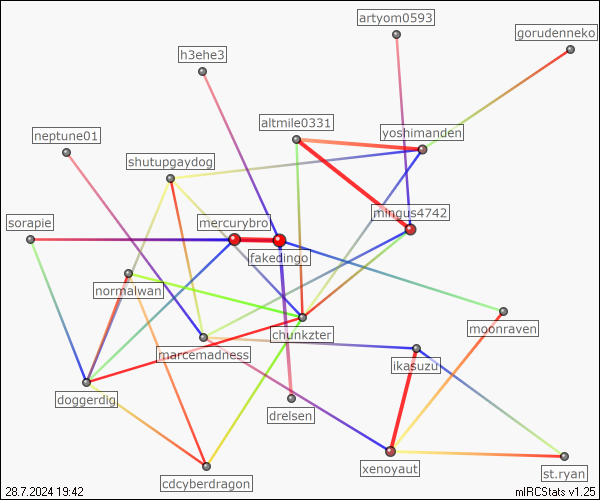 artyom0593
gorudenneko
h3ehe3
altmile0331
yoshimanden
neptune01
shutupgaydog
sorapie
mercurybro
mingus4742
fakedingo
normalwan
chunkzter
moonraven
marcemadness
ikasuzu
doggerdig
drelsen
xenoyaut
st.ryan
cdcyberdragon
28.7.2024 19:42
mIRCStats v1.25